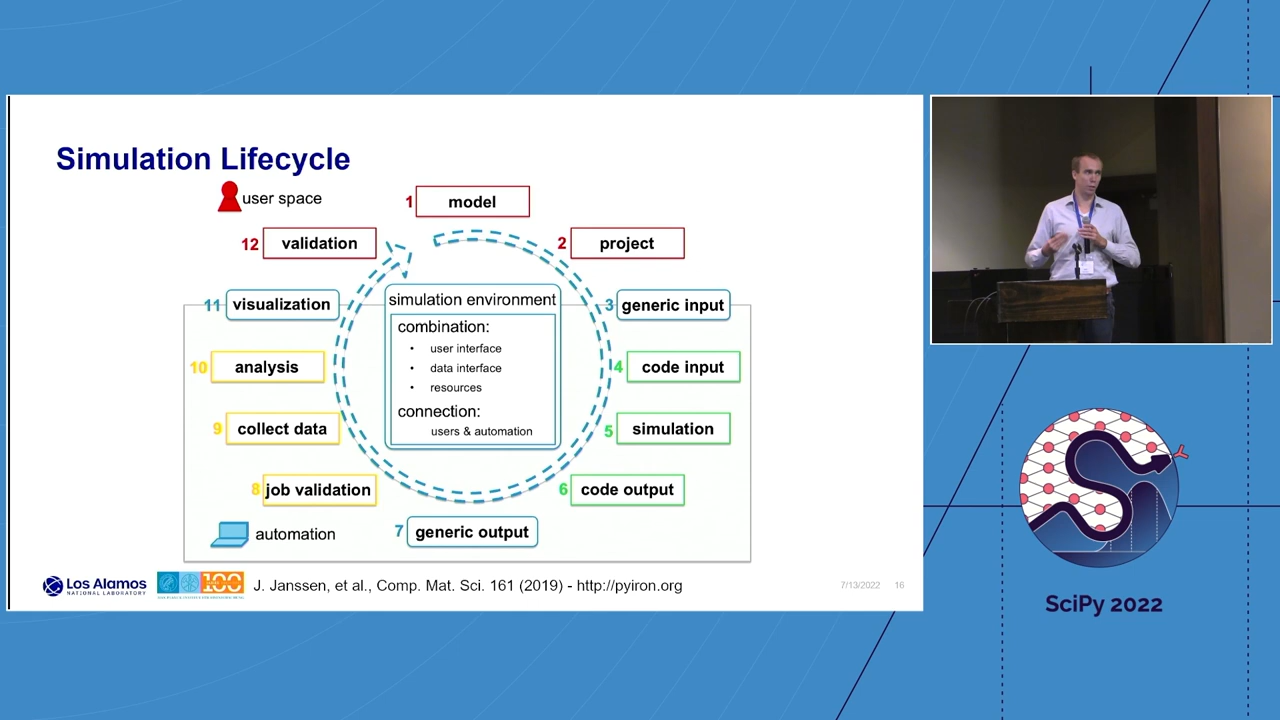 Simulation Lifecycle
user space
1 model
12 validation
2 project
11 visualization
simulation environment
3 generic input
combination:
• user interface
• data interface
• resources
connection:
users & automation
10 analysis
4 code input
9 collect data
5 simulation
8 job validation
6 code output
automation
7 generic output
Los Alamos
NATIONAL LABORATORY
100
J. Janssen, et al., Comp. Mat. Sci. 161 (2019) - http://pyiron.org
7/13/2022 16
SciPy 2022